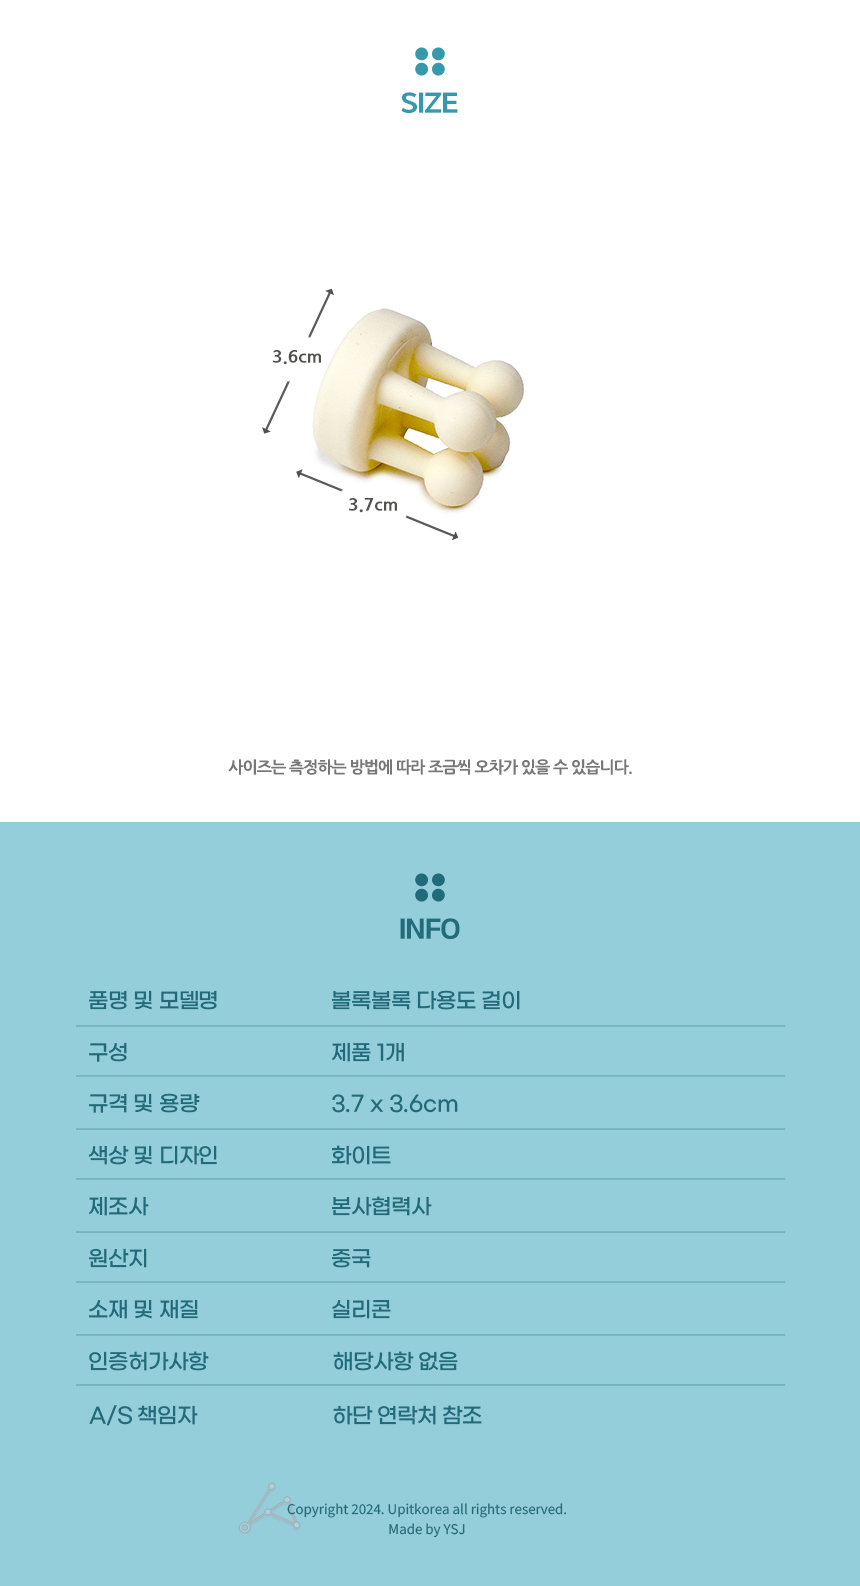 SIZE
3.6cm
3.7cm
사이즈는 측정하는 방법에 따라 조금씩 오차가 있을 수 있습니다.
INFO
품명 및 모델명 볼록볼록 다용도 걸이
구성 제품 1개
규격 및 용량 3.7 x 3.6cm
색상 및 디자인 화이트
제조사 본사협력사
원산지 중국
소재 및 재질 실리콘
인증허가사항 해당사항 없음
A/S 책임자 하단 연락처 참조
Copyright 2024. Upitkorea all rights reserved.
Made by YSJ